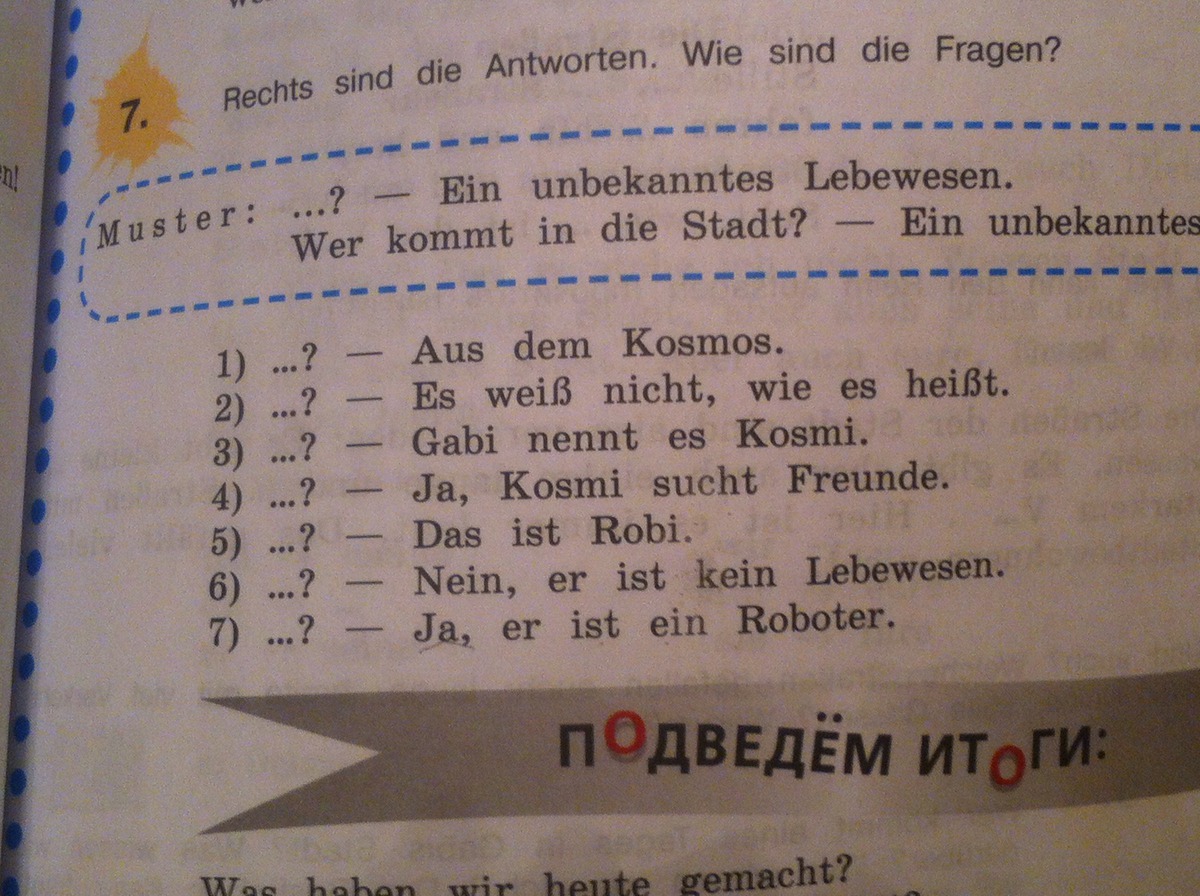 7.
Rechts sind die Antworten. Wie sind die Fragen?
Muster: ...? — Ein unbekanntes Lebewesen.
Wer kommt in die Stadt? — Ein unbekanntes
1) ...? — Aus dem Kosmos.
2) ...? — Es weiß nicht, wie es heißt.
3) ...? — Gabi nennt es Kosmi.
4) ...? — Ja, Kosmi sucht Freunde.
5) ...? — Das ist Robi.
6) ...? — Nein, er ist kein Lebewesen.
7) ...? — Ja, er ist ein Roboter.
ПОДВЕДЁМ ИТОГИ:
Was haben wir heute gemacht?